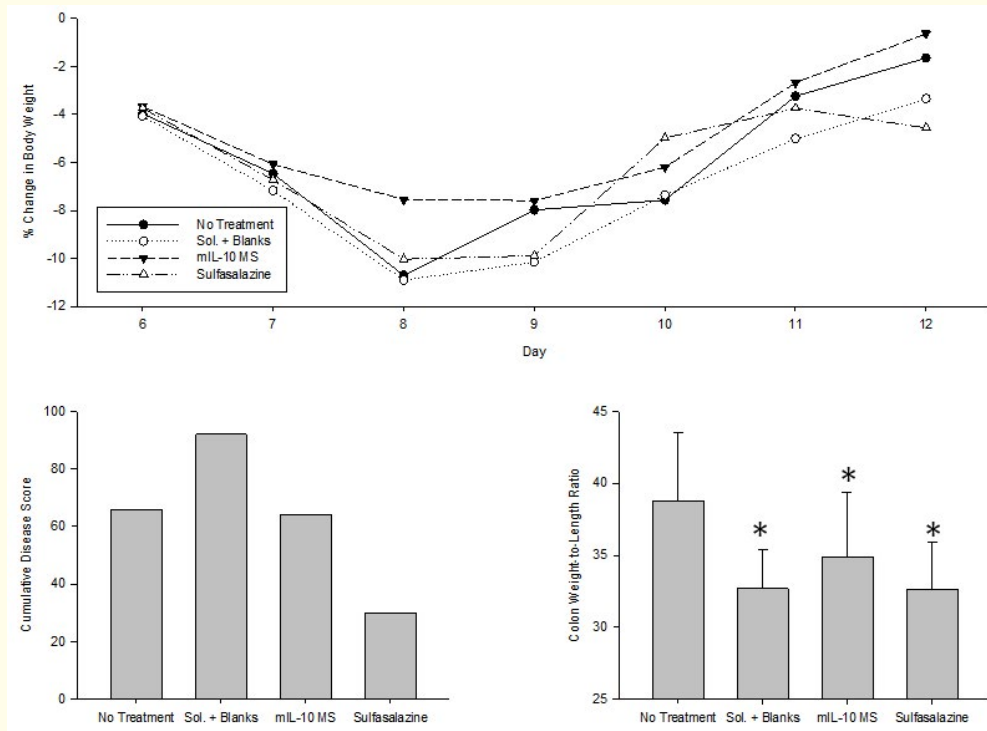 % Change in Body Weight
0
-2
-4
-6
-8
-10
-12
No Treatment
Sol. + Blanks
mIL-10 MS
Sulfasalazine
6 7 8 9 10 11 12
Day
Cumulative Disease Score
100
80
60
40
20
0
No Treatment Sol. + Blanks mIL-10 MS Sulfasalazine
Colon Weight-to-Length Ratio
45
40
35
30
25
* * *
No Treatment Sol. + Blanks mIL-10 MS Sulfasalazine